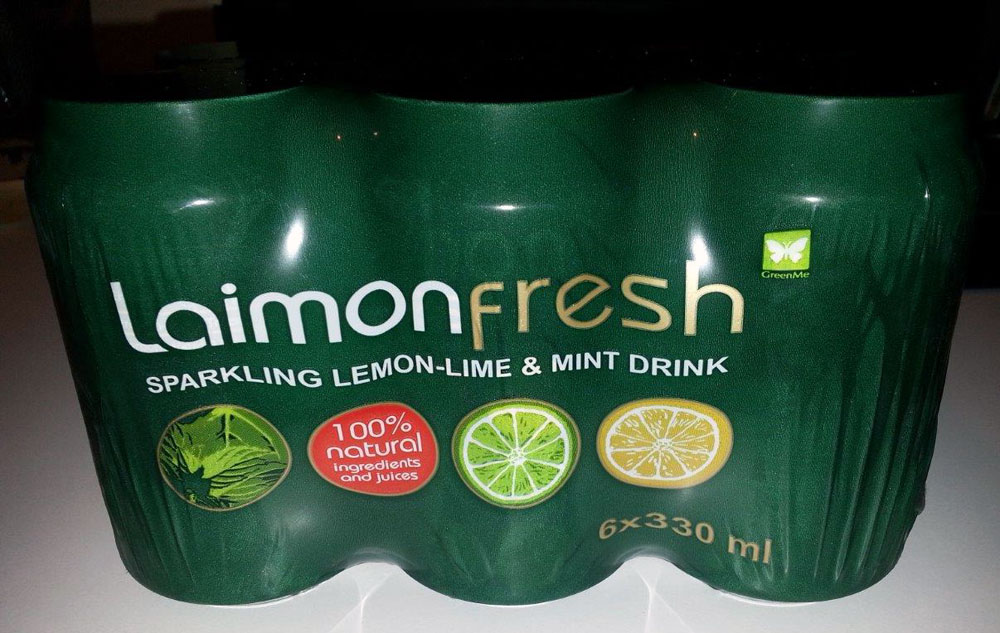 Laimonfresh
GreenMe
SPARKLING LEMON-LIME & MINT DRINK
100%
natural
ingredients
and juices
6x330 ml